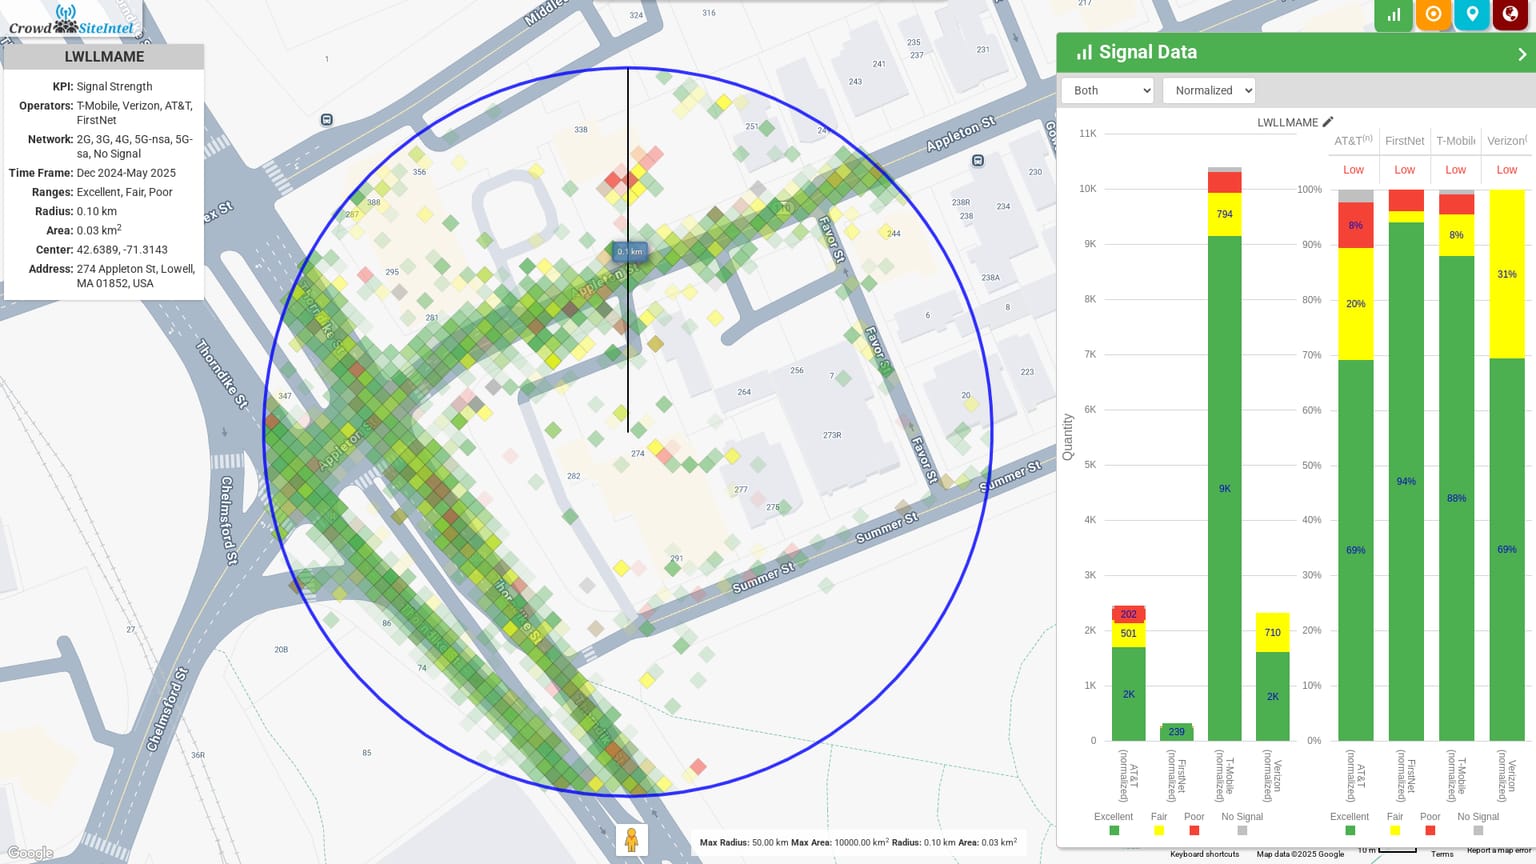 Crowd SiteIntel
LWLLMAME
KPI: Signal Strength
Operators: T-Mobile, Verizon, AT&T,
FirstNet
Network: 2G, 3G, 4G, 5G-nsa, 5G-
sa, No Signal
Time Frame: Dec 2024-May 2025
Ranges: Excellent, Fair, Poor
Radius: 0.10 km
Area: 0.03 km²
Center: 42.6389, -71.3143
Address: 274 Appleton St, Lowell,
MA 01852, USA
324
316
217
1
235
237
241
231
243
338
251
Appleton St
356
388
287
110
230
238R
238
234
Favor St
244
0.1 km
Appleton St
295
238A
281
8
6
Thorndike St
Thorndike St
Favor St
256
7
264
223
347
20
Appleton St
273R
274
282
277
275
Favor St
Summer St
Summer St
Chelmsford St
291
Summer St
Thorndike St
27
86
20B
74
Chelmsford St
85
36R
Google
Max Radius: 50.00 km Max Area: 10000.00 km² Radius: 0.10 km Area: 0.03 km²
Signal Data
Both
Normalized
LWLLMAME
11K
10K
9K
8K
7K
6K
5K
4K
3K
2K
1K
0
Quantity
202
501
2K
239
794
9K
710
2K
AT&T (normalized)
FirstNet (normalized)
T-Mobile (normalized)
Verizon (normalized)
Excellent
Fair
Poor
No Signal
AT&T(n)
FirstNet
T-Mobile
Verizon(
Low
Low
Low
Low
100%
90%
80%
70%
60%
50%
40%
30%
20%
10%
0%
8%
20%
69%
94%
8%
88%
31%
69%
AT&T (normalized)
FirstNet (normalized)
T-Mobile (normalized)
Verizon (normalized)
Excellent
Fair
Poor
No Signal
Keyboard shortcuts
Map data ©2025 Google
10 m
Terms
Report a map error